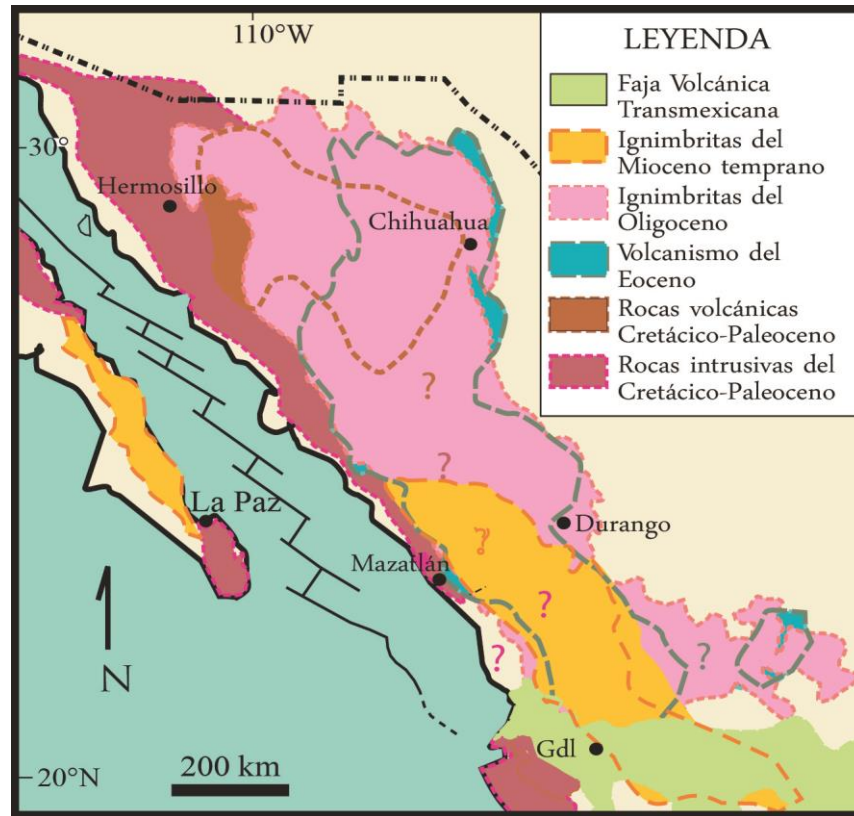 110°W
LEYENDA
Faja Volcánica
Transmexicana
Ignimbritas del
Mioceno temprano
Ignimbritas del
Oligoceno
Volcanismo del
Eoceno
Rocas volcánicas
Cretácico-Paleoceno
Rocas intrusivas del
Cretácico-Paleoceno
30°
Hermosillo
Chihuahua
?
?
La Paz
?
Durango
Mazatlán
?
?
?
N
Gdl
20°N
200 km